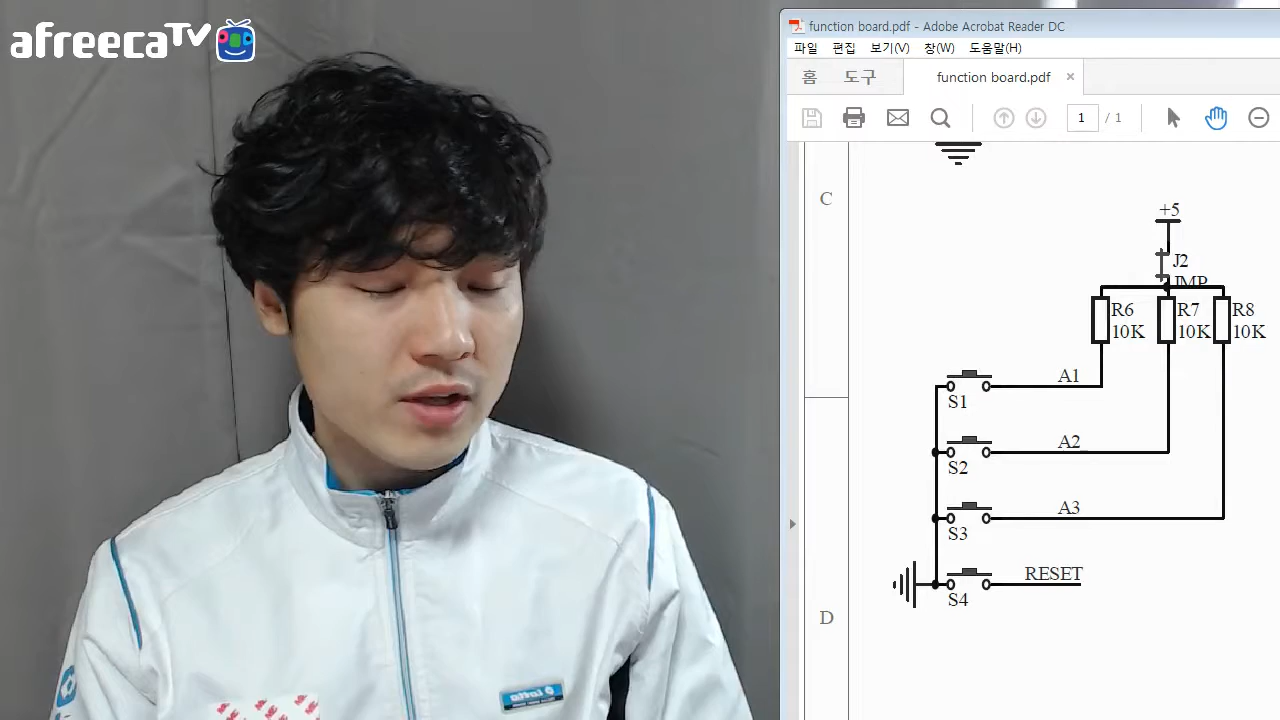 afreecaTV
function board.pdf - Adobe Acrobat Reader DC
파일 편집 보기(V) 창(W) 도움말(H)
홈 도구 function board.pdf ×
1 / 1
C
+5
J2
JMP
R6 R7 R8
10K 10K 10K
A1
S1
A2
S2
A3
S3
RESET
S4
D